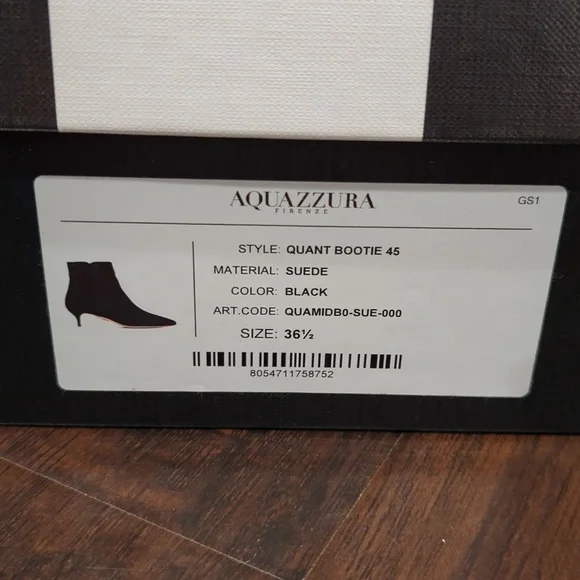 AQUAZZURA
FIRENZE
GS1
STYLE: QUANT BOOTIE 45
MATERIAL: SUEDE
COLOR: BLACK
ART.CODE: QUAMIDB0-SUE-000
SIZE: 36½
8054711758752